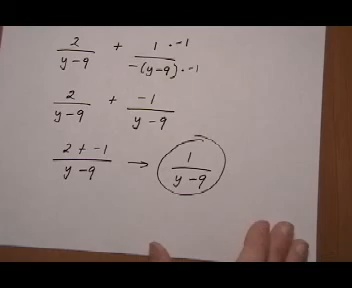 2/(y-9) + 1·-1/(-(y-9)·-1)
2/(y-9) + -1/(y-9)
(2+-1)/(y-9) → 1/(y-9)